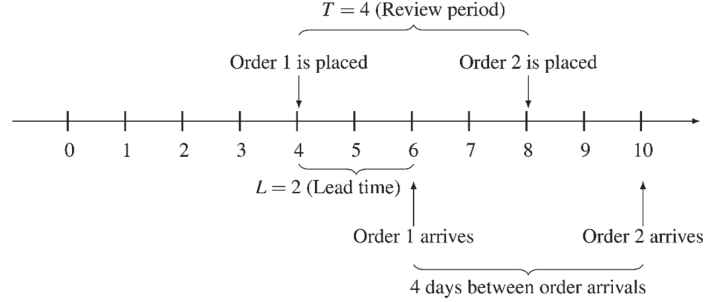 T = 4 (Review period)
Order 1 is placed
Order 2 is placed
0 1 2 3 4 5 6 7 8 9 10
L = 2 (Lead time)
Order 1 arrives
Order 2 arrives
4 days between order arrivals